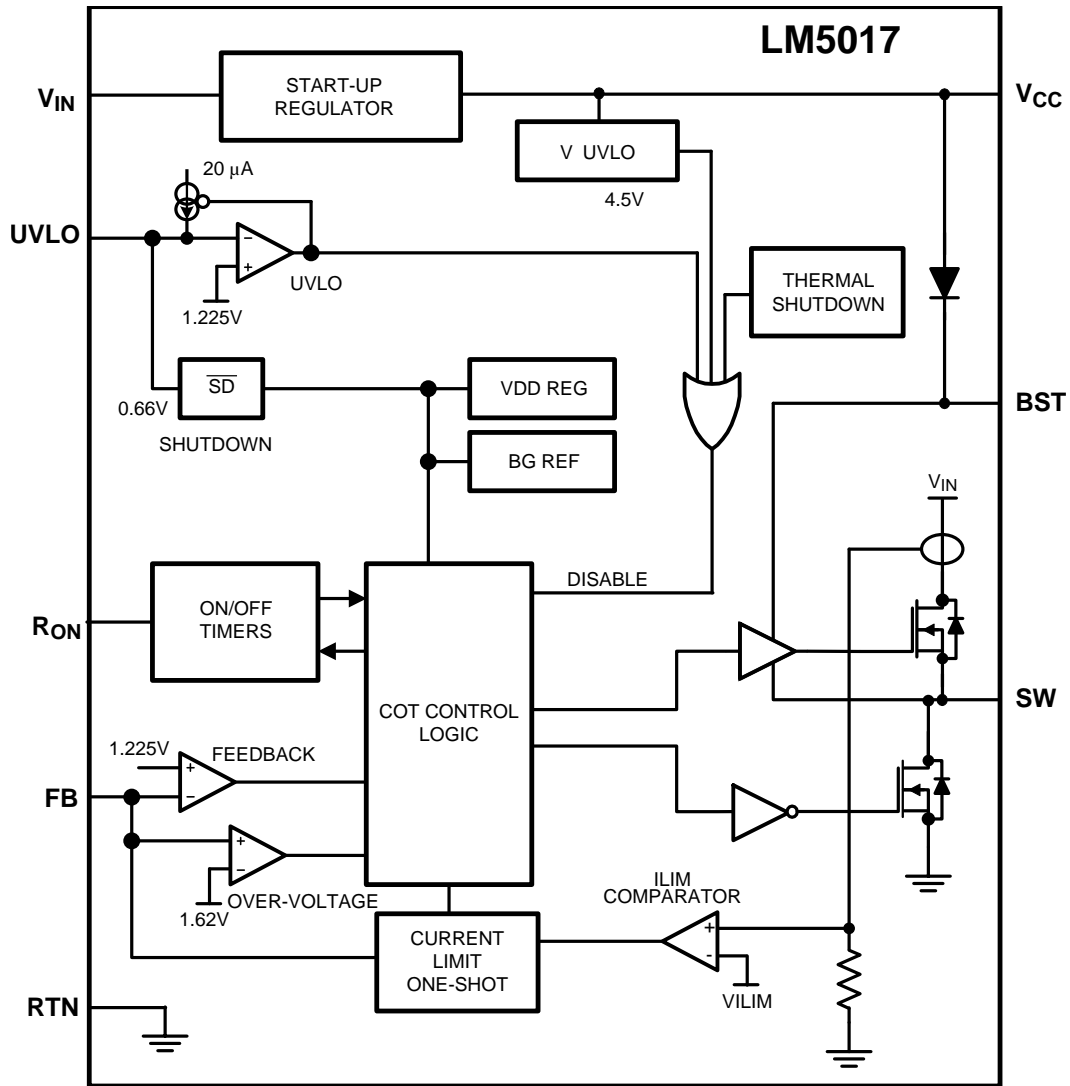 LM5017
START-UP
REGULATOR
VIN
VCC
V UVLO
4.5V
20 μA
UVLO
−
+
UVLO
1.225V
THERMAL
SHUTDOWN
SD
0.66V
SHUTDOWN
VDD REG
BG REF
BST
VIN
DISABLE
ON/OFF
TIMERS
RON
COT CONTROL
LOGIC
SW
1.225V
FEEDBACK
+
−
FB
+
−
1.62V
OVER-VOLTAGE
ILIM
COMPARATOR
+
-
VILIM
CURRENT
LIMIT
ONE-SHOT
RTN